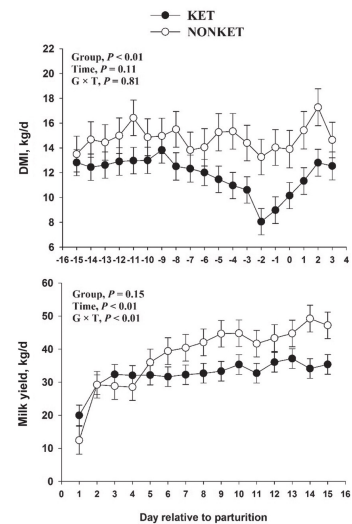 KET
NONKET
Group, P < 0.01
Time, P = 0.11
G × T, P = 0.81
DMI, kg/d
22
20
18
16
14
12
10
8
6
-16 -15 -14 -13 -12 -11 -10 -9 -8 -7 -6 -5 -4 -3 -2 -1 0 1 2 3 4
Group, P = 0.15
Time, P < 0.01
G × T, P < 0.01
Milk yield, kg/d
60
50
40
30
20
10
0
0 1 2 3 4 5 6 7 8 9 10 11 12 13 14 15 16
Day relative to parturition